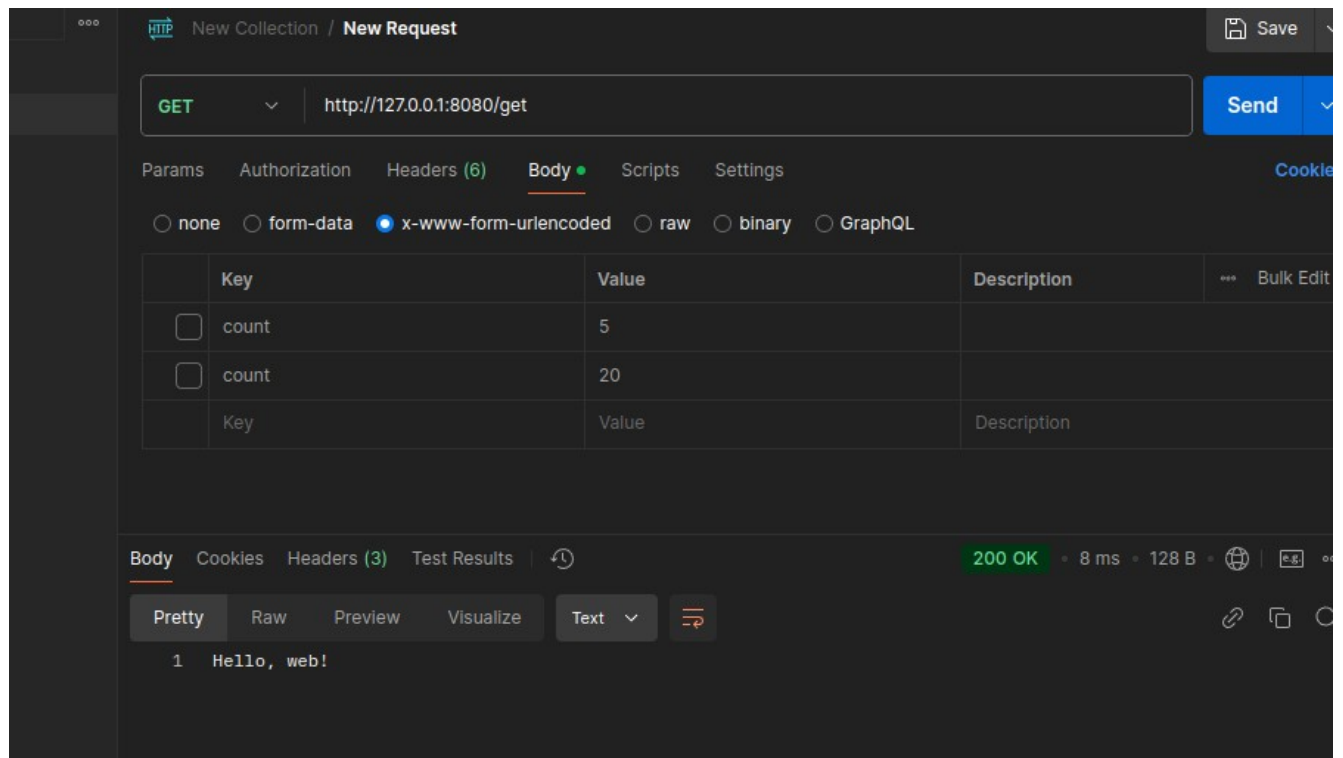 HTTP New Collection / New Request Save
GET http://127.0.0.1:8080/get Send
Params Authorization Headers (6) Body Scripts Settings Cookie
none form-data x-www-form-urlencoded raw binary GraphQL
Key Value Description Bulk Edit
count 5
count 20
Key Value Description
Body Cookies Headers (3) Test Results 200 OK • 8 ms • 128 B • e.g.
Pretty Raw Preview Visualize Text
1 Hello, web!